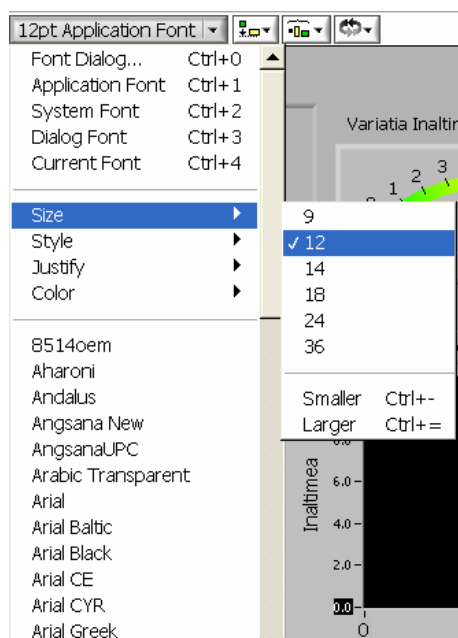 12pt Application Font
Font Dialog... Ctrl+0
Application Font Ctrl+1
System Font Ctrl+2
Dialog Font Ctrl+3
Current Font Ctrl+4
Size
Style
Justify
Color
8514oem
Aharoni
Andalus
Angsana New
AngsanaUPC
Arabic Transparent
Arial
Arial Baltic
Arial Black
Arial CE
Arial CYR
Arial Greek
9
✓ 12
14
18
24
36
Smaller Ctrl+-
Larger Ctrl+=
Variatia Inaltim
1 2 3
Inaltimea
6.0
4.0
2.0
0.0
0